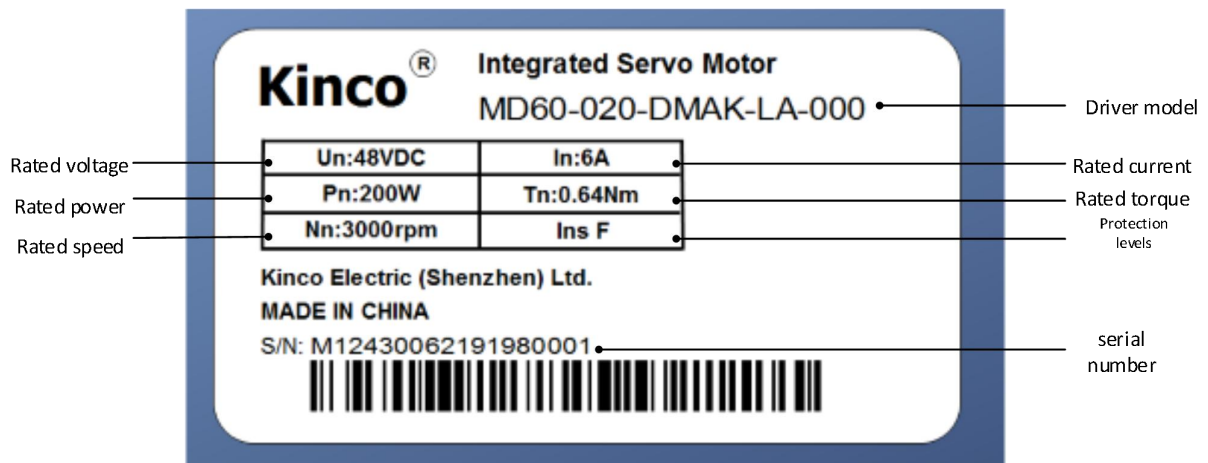 Kinco®
Integrated Servo Motor
MD60-020-DMAK-LA-000
Driver model
Rated voltage
Un:48VDC
In:6A
Rated current
Rated power
Pn:200W
Tn:0.64Nm
Rated torque
Rated speed
Nn:3000rpm
Ins F
Protection
levels
Kinco Electric (Shenzhen) Ltd.
MADE IN CHINA
S/N: M12430062191980001
serial
number